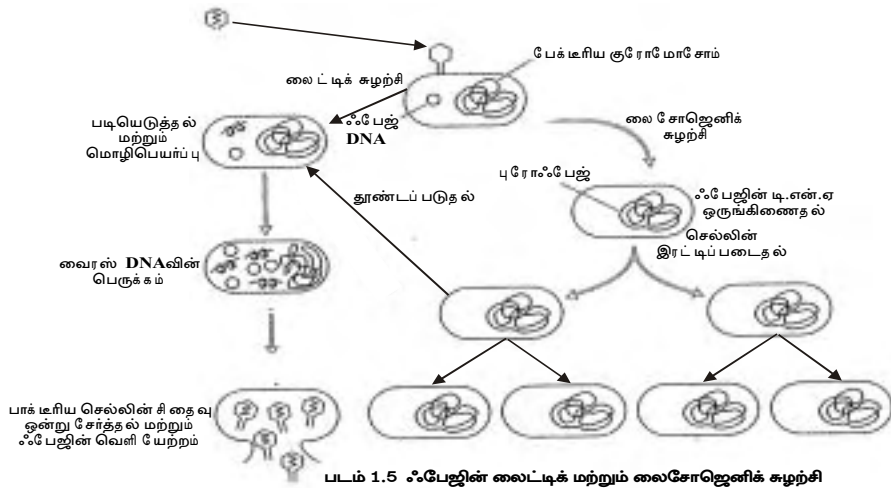 பேக்டீரிய குரோமோசோம்
லைட்டிக் சுழற்சி
ஃபேஜ்
DNA
படியெடுத்தல்
மற்றும்
மொழிபெயர்ப்பு
லைசோஜெனிக்
சுழற்சி
புரோஃபேஜ்
தூண்டப் படுதல்
ஃபேஜின் டி.என்.ஏ
ஒருங்கிணைதல்
செல்லின்
இரட்டிப்படைதல்
வைரஸ் DNAவின்
பெருக்கம்
பாக்டீரிய செல்லின் சிதைவு
ஒன்று சேர்த்தல் மற்றும்
ஃபேஜின் வெளியேற்றம்
படம் 1.5 ஃபேஜின் லைட்டிக் மற்றும் லைசோஜெனிக் சுழற்சி